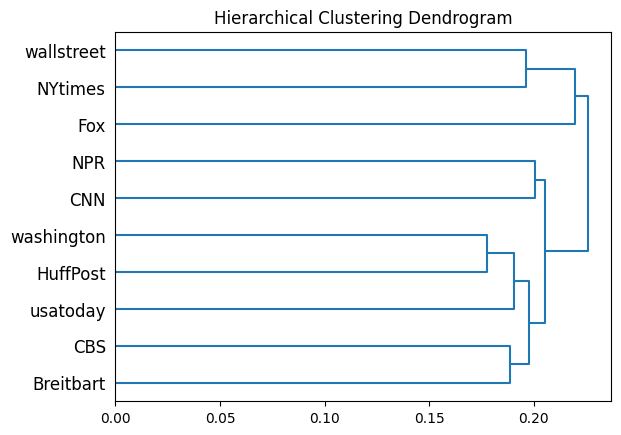 Hierarchical Clustering Dendrogram
wallstreet
NYtimes
Fox
NPR
CNN
washington
HuffPost
usatoday
CBS
Breitbart
0.00 0.05 0.10 0.15 0.20